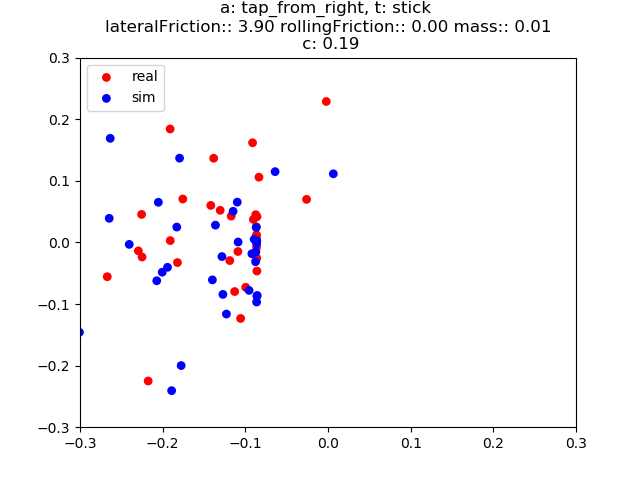 a: tap_from_right, t: stick
lateralFriction:: 3.90 rollingFriction:: 0.00 mass:: 0.01
c: 0.19
real
sim
0.3
0.2
0.1
0.0
−0.1
−0.2
−0.3
−0.3 −0.2 −0.1 0.0 0.1 0.2 0.3